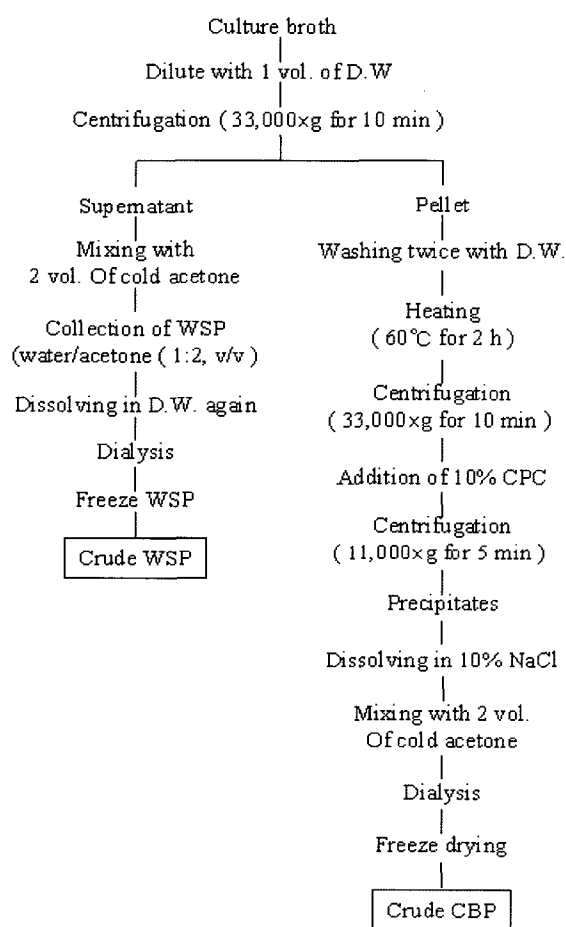 Culture broth
Dilute with 1 vol. of D.W
Centrifugation ( 33,000×g for 10 min )
Supernatant
Mixing with
2 vol. Of cold acetone
Collection of WSP
(water/acetone ( 1:2, v/v )
Dissolving in D.W. again
Dialysis
Freeze WSP
Crude WSP
Pellet
Washing twice with D.W.
Heating
( 60℃ for 2 h )
Centrifugation
( 33,000×g for 10 min )
Addition of 10% CPC
Centrifugation
( 11,000×g for 5 min )
Precipitates
Dissolving in 10% NaCl
Mixing with 2 vol.
Of cold acetone
Dialysis
Freeze drying
Crude CBP